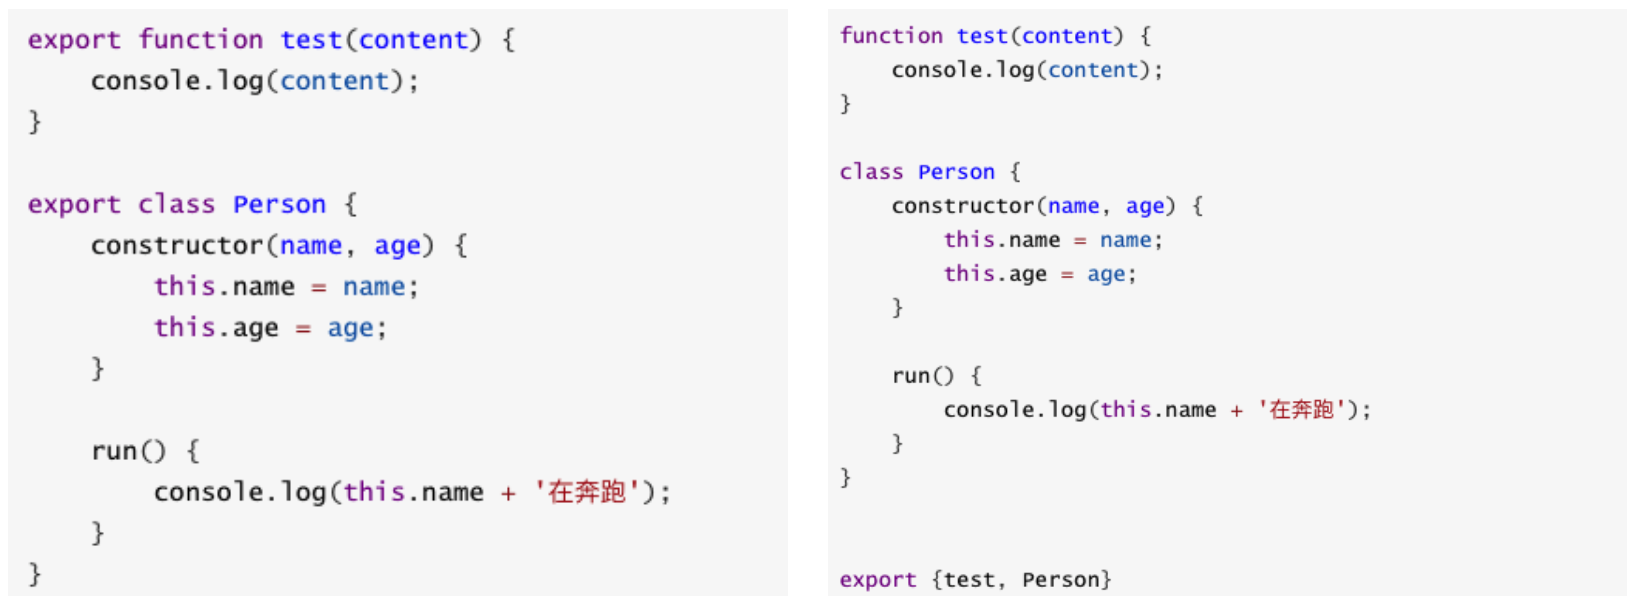 export function test(content) {
    console.log(content);
}

export class Person {
    constructor(name, age) {
        this.name = name;
        this.age = age;
    }

    run() {
        console.log(this.name + '在奔跑');
    }
}

function test(content) {
    console.log(content);
}

class Person {
    constructor(name, age) {
        this.name = name;
        this.age = age;
    }

    run() {
        console.log(this.name + '在奔跑');
    }
}

export {test, Person}